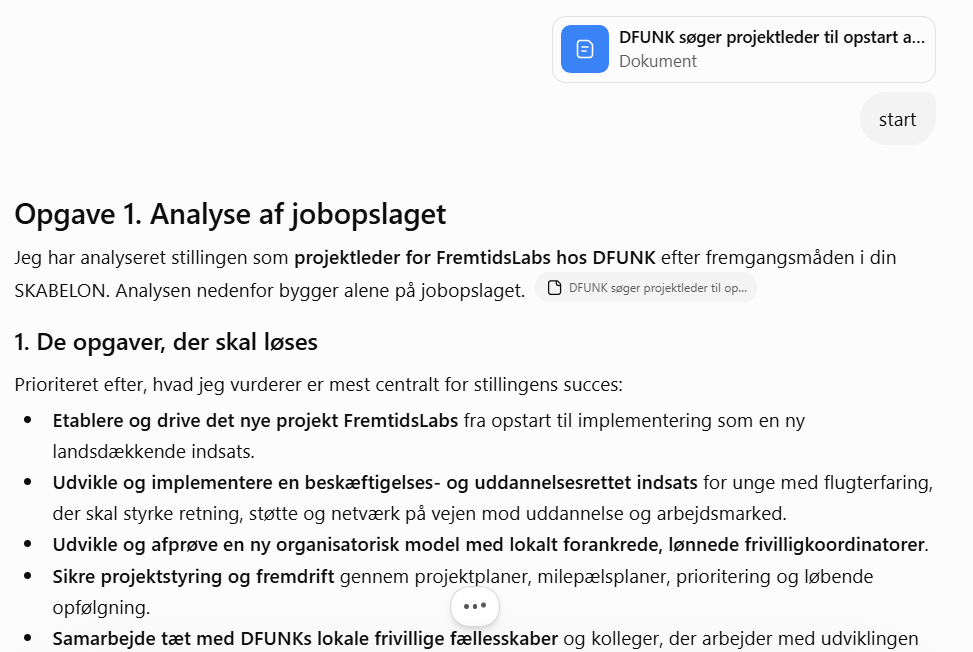 DFUNK søger projektleder til opstart a...
Dokument
start
Opgave 1. Analyse af jobopslaget
Jeg har analyseret stillingen som projektleder for FremtidsLabs hos DFUNK efter fremgangsmåden i din
SKABELON. Analysen nedenfor bygger alene på jobopslaget. DFUNK søger projektleder til op...
1. De opgaver, der skal løses
Prioriteret efter, hvad jeg vurderer er mest centralt for stillingens succes:
• Etablere og drive det nye projekt FremtidsLabs fra opstart til implementering som en ny
landsdækkende indsats.
• Udvikle og implementere en beskæftigelses- og uddannelsesrettet indsats for unge med flugterfaring,
der skal styrke retning, støtte og netværk på vejen mod uddannelse og arbejdsmarked.
• Udvikle og afprøve en ny organisatorisk model med lokalt forankrede, lønnede frivilligkoordinatorer.
• Sikre projektstyring og fremdrift gennem projektplaner, milepælsplaner, prioritering og løbende
opfølgning.
• Samarbejde tæt med DFUNKs lokale frivillige fællesskaber og kolleger, der arbejder med udviklingen